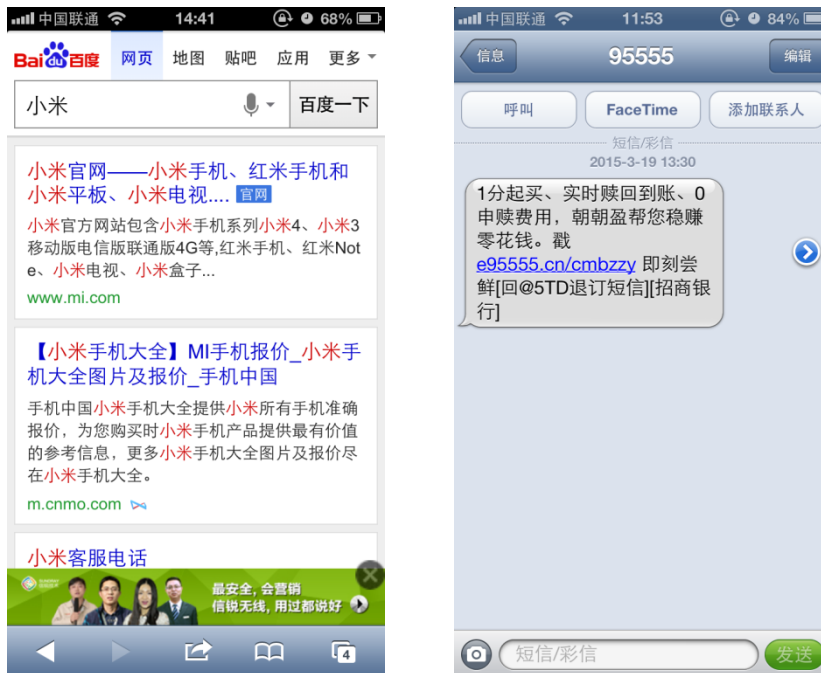 中国联通 14:41 68%
Bai百度 网页 地图 贴吧 应用 更多
小米 百度一下
小米官网——小米手机、红米手机和
小米平板、小米电视.... 官网
小米官方网站包含小米手机系列小米4、小米3
移动版电信版联通版4G等,红米手机、红米Not
e、小米电视、小米盒子...
www.mi.com
【小米手机大全】MI手机报价_小米手
机大全图片及报价_手机中国
手机中国小米手机大全提供小米所有手机准确
报价，为您购买时小米手机产品提供最有价值
的参考信息，更多小米手机大全图片及报价尽
在小米手机大全。
m.cnmo.com
小米客服电话
最安全, 会营销
信锐无线, 用过都说好
4
中国联通 11:53 84%
信息 95555 编辑
呼叫 FaceTime 添加联系人
短信/彩信
2015-3-19 13:30
1分起买、实时赎回到账、0
申赎费用，朝朝盈帮您稳赚
零花钱。戳
e95555.cn/cmbzzy 即刻尝
鲜[回@5TD退订短信][招商银
行]
短信/彩信 发送